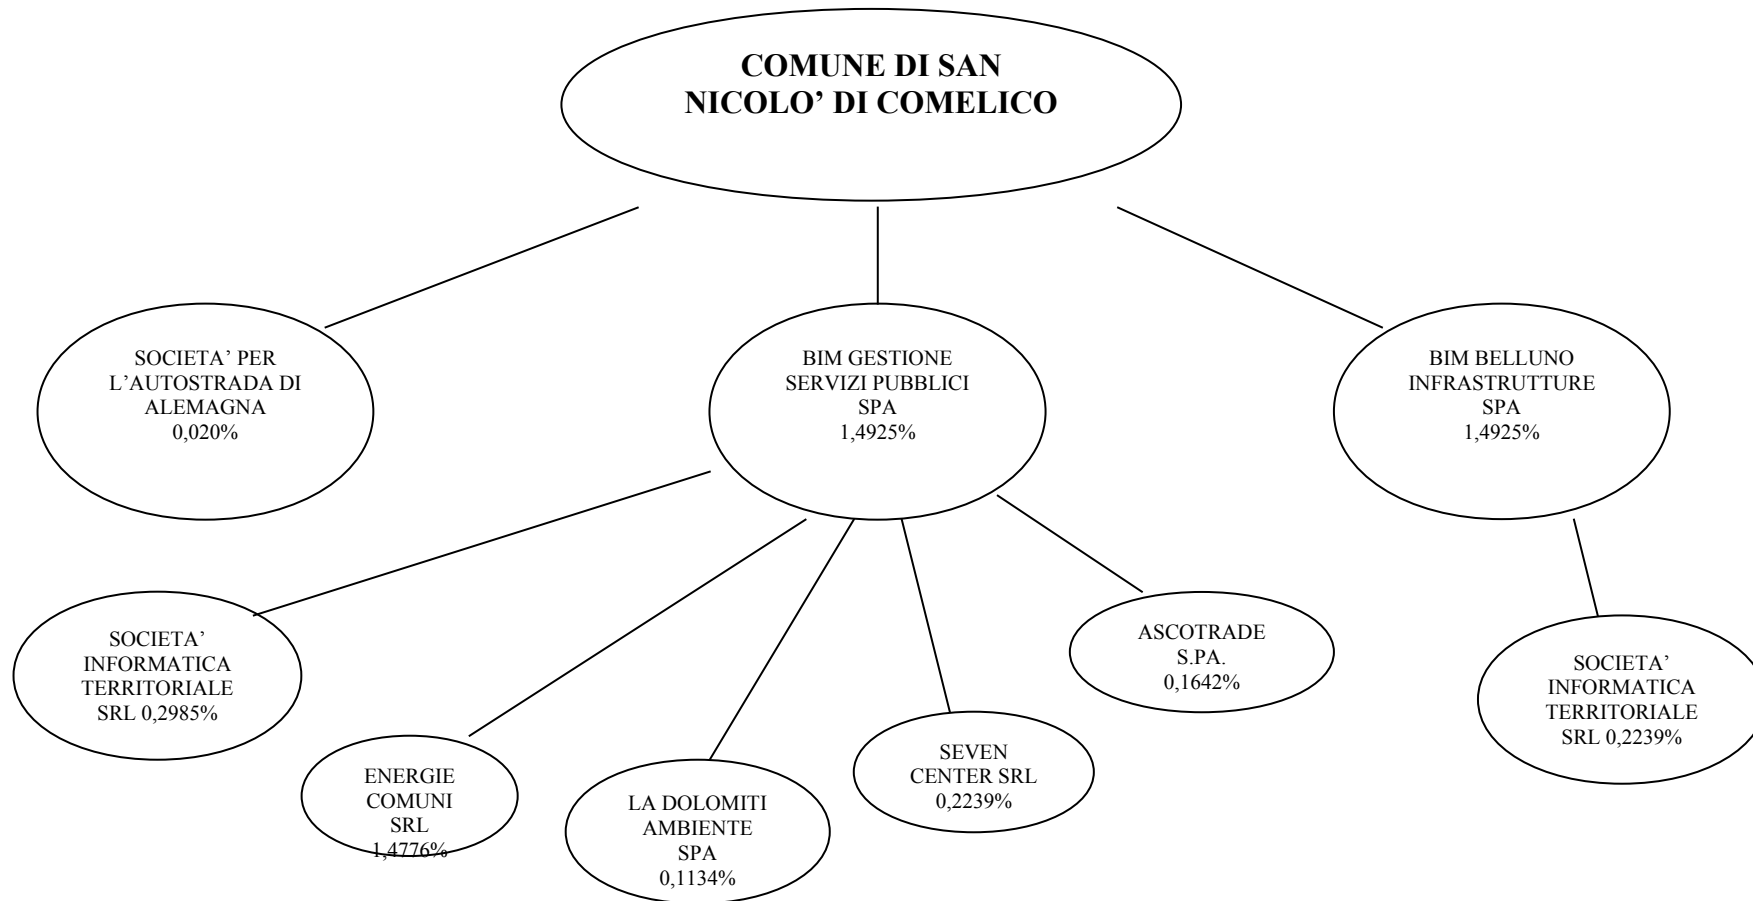 COMUNE DI SAN
NICOLO’ DI COMELICO
SOCIETA’ PER
L’AUTOSTRADA DI
ALEMAGNA
0,020%
BIM GESTIONE
SERVIZI PUBBLICI
SPA
1,4925%
BIM BELLUNO
INFRASTRUTTURE
SPA
1,4925%
SOCIETA’
INFORMATICA
TERRITORIALE
SRL 0,2985%
ENERGIE
COMUNI
SRL
1,4776%
LA DOLOMITI
AMBIENTE
SPA
0,1134%
SEVEN
CENTER SRL
0,2239%
ASCOTRADE
S.PA.
0,1642%
SOCIETA’
INFORMATICA
TERRITORIALE
SRL 0,2239%